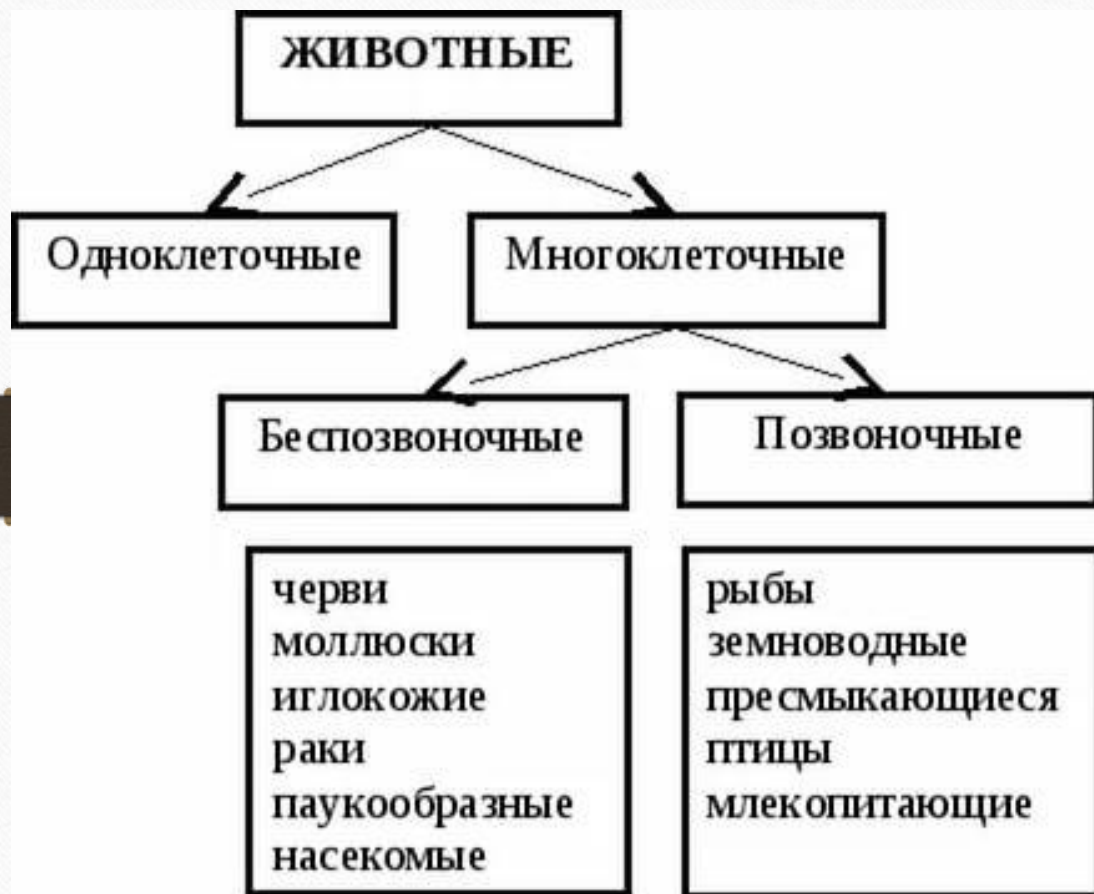 ЖИВОТНЫЕ
Одноклеточные
Многоклеточные
Беспозвоночные
Позвоночные
черви
моллюски
иглокожие
раки
паукообразные
насекомые
рыбы
земноводные
пресмыкающиеся
птицы
млекопитающие